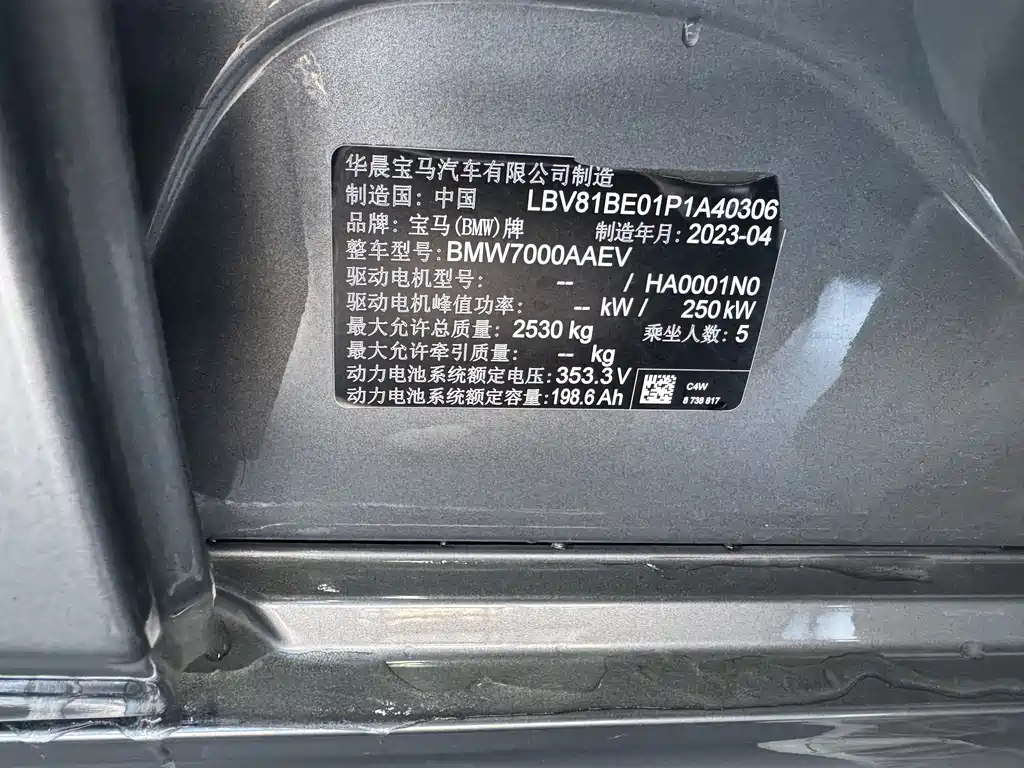 华晨宝马汽车有限公司制造
制造国: 中国 LBV81BE01P1A40306
品牌: 宝马(BMW)牌 制造年月: 2023-04
整车型号: BMW7000AAEV
驱动电机型号: -- / HA0001N0
驱动电机峰值功率: -- kW / 250 kW
最大允许总质量: 2530 kg 乘坐人数: 5
最大允许牵引质量: -- kg
动力电池系统额定电压: 353.3 V
动力电池系统额定容量: 198.6 Ah
C4W
8 738 817